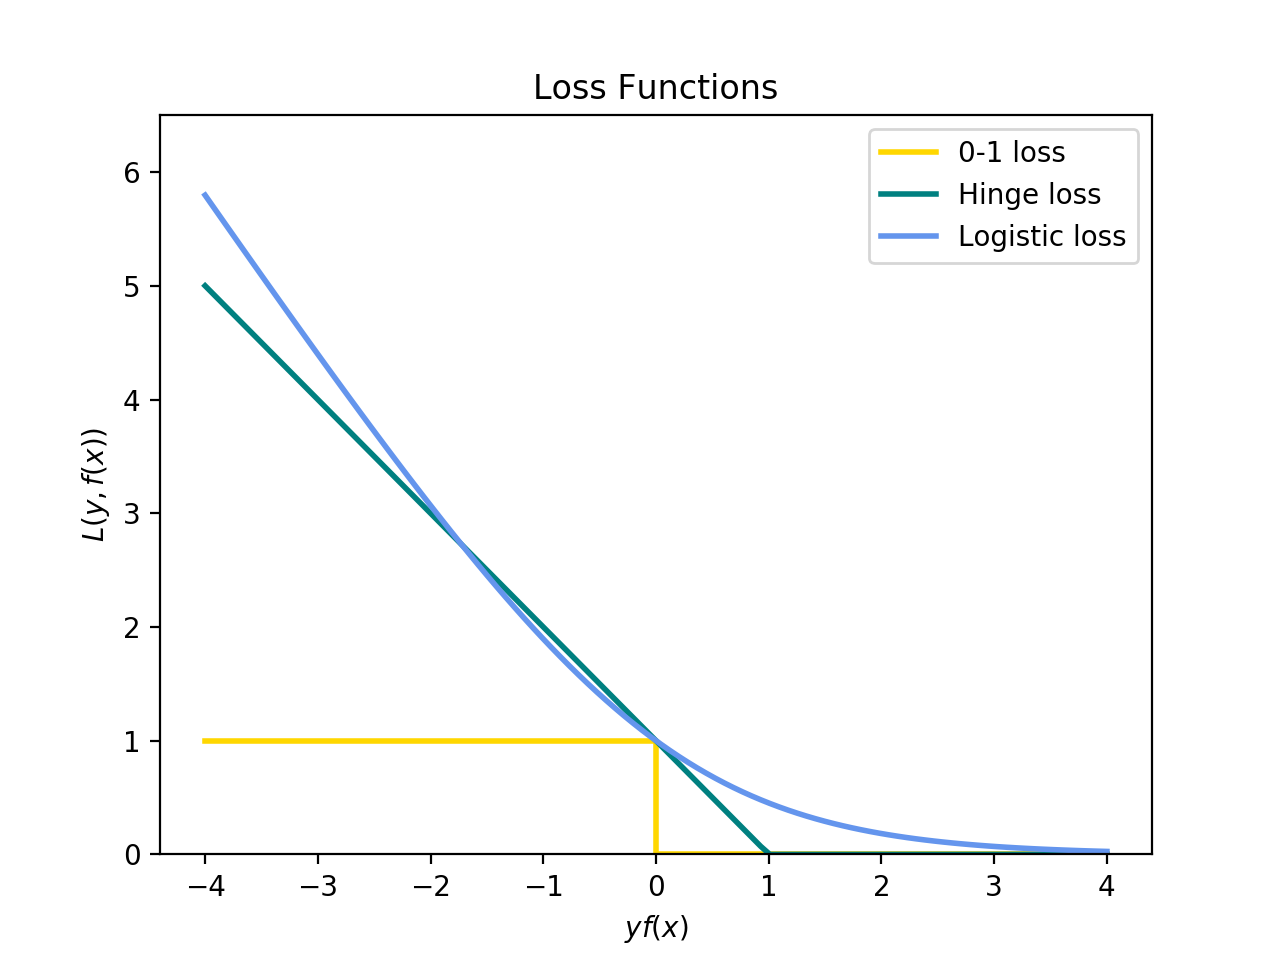 Loss Functions
0-1 loss
Hinge loss
Logistic loss
6
5
4
3
2
1
0
L(y, f(x))
−4 −3 −2 −1 0 1 2 3 4
yf(x)